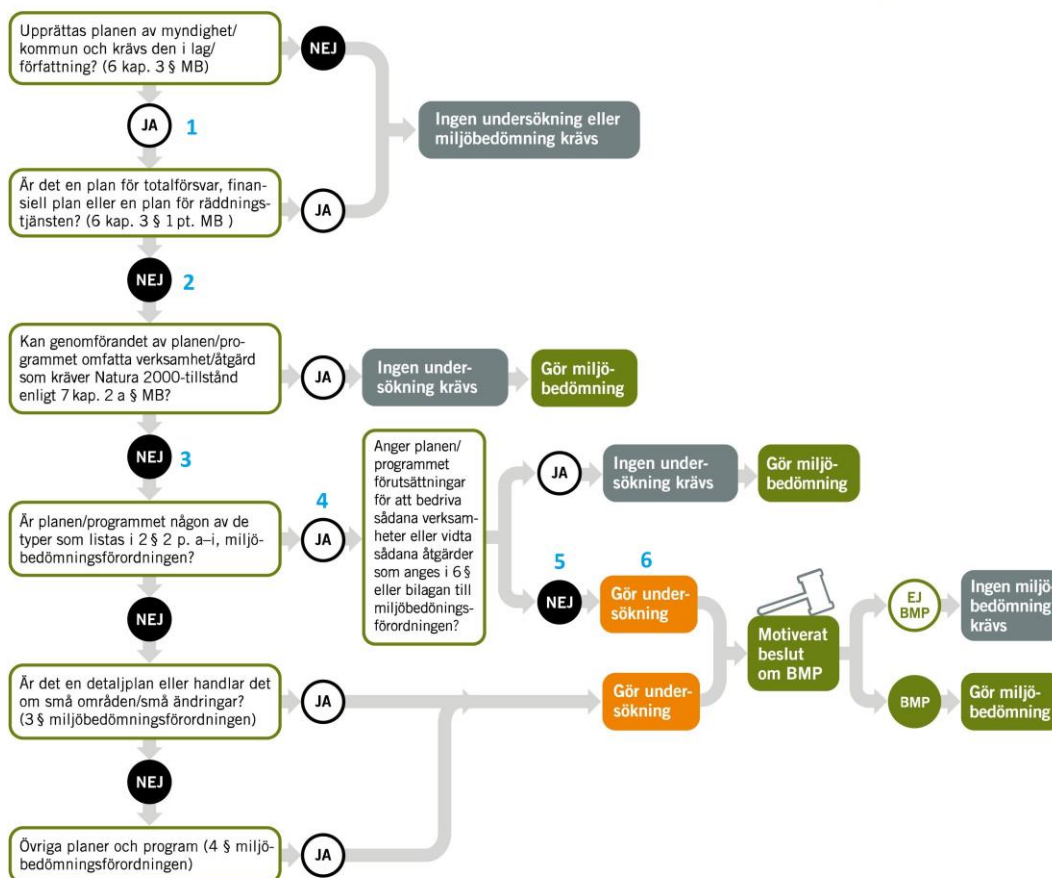 Upprättas planen av myndighet/
kommun och krävs den i lag/
författning? (6 kap. 3 § MB)
NEJ
JA
1
Ingen undersökning eller
miljöbedömning krävs
Är det en plan för totalförsvar, finan-
siell plan eller en plan för räddnings-
tjänsten? (6 kap. 3 § 1 pt. MB )
JA
NEJ
2
Kan genomförandet av planen/pro-
grammet omfatta verksamhet/åtgärd
som kräver Natura 2000-tillstånd
enligt 7 kap. 2 a § MB?
JA
Ingen under-
sökning krävs
Gör miljö-
bedömning
NEJ
3
Är planen/programmet någon av de
typer som listas i 2 § 2 p. a–i, miljö-
bedömningsförordningen?
4
JA
Anger planen/
programmet
förutsättningar
för att bedriva
sådana verksam-
heter eller vidta
sådana åtgärder
som anges i 6 §
eller bilagan till
miljöbedönings-
förordningen?
JA
Ingen under-
sökning krävs
Gör miljö-
bedömning
5
NEJ
6
Gör under-
sökning
Motiverat
beslut
om BMP
EJ
BMP
Ingen miljö-
bedömning
krävs
BMP
Gör miljö-
bedömning
NEJ
Är det en detaljplan eller handlar det
om små områden/små ändringar?
(3 § miljöbedömningsförordningen)
JA
Gör under-
sökning
NEJ
Övriga planer och program (4 § miljö-
bedömningsförordningen)
JA